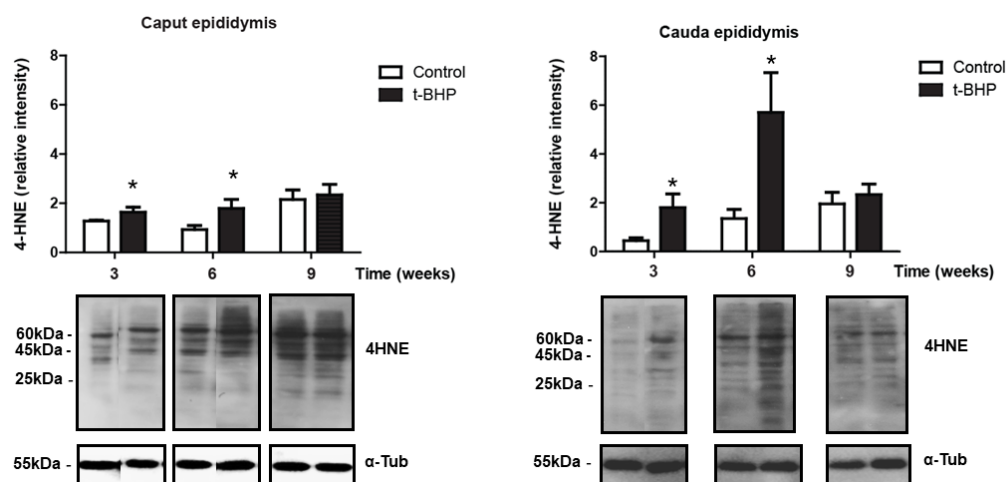 Caput epididymis
8
6
4
2
0
4-HNE (relative intensity)
Control
t-BHP
*
*
3
6
9
Time (weeks)
60kDa -
45kDa -
25kDa -
4HNE
55kDa -
α-Tub
Cauda epididymis
8
6
4
2
0
4-HNE (relative intensity)
Control
t-BHP
*
*
3
6
9
Time (weeks)
60kDa -
45kDa -
25kDa -
4HNE
55kDa -
α-Tub